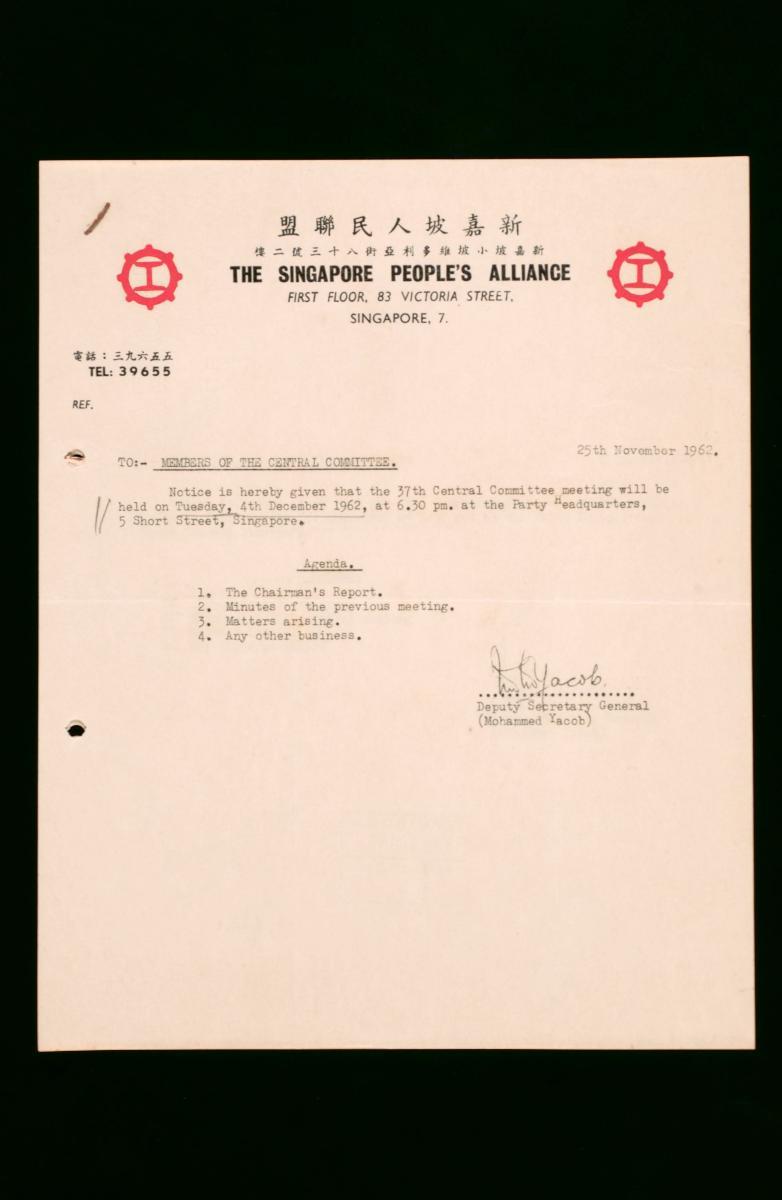 新嘉坡人民聯盟
新嘉坡小坡維多利亞街八十三號二樓
THE SINGAPORE PEOPLE'S ALLIANCE
FIRST FLOOR, 83 VICTORIA STREET,
SINGAPORE, 7.
電話：三九六五五
TEL: 39655
REF.
25th November 1962.
TO:- MEMBERS OF THE CENTRAL COMMITTEE.
Notice is hereby given that the 37th Central Committee meeting will be
held on Tuesday, 4th December 1962, at 6.30 pm. at the Party Headquarters,
5 Short Street, Singapore.
Agenda.
1. The Chairman's Report.
2. Minutes of the previous meeting.
3. Matters arising.
4. Any other business.
Yacob.
Deputy Secretary General
(Mohammed Yacob)